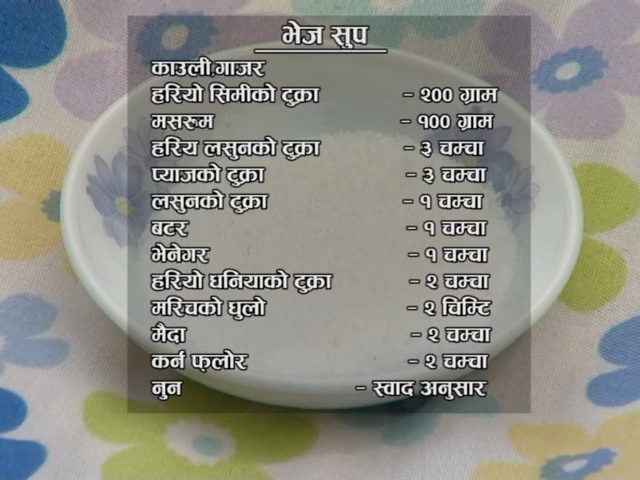 भेज सुप
काउली गाजर
हरियो सिमीको टुक्रा - २०० ग्राम
मसरुम - १०० ग्राम
हरिय लसुनको टुक्रा - ३ चम्चा
प्याजको टुक्रा - ३ चम्चा
लसुनको टुक्रा - १ चम्चा
बटर - १ चम्चा
भेनेगर - १ चम्चा
हरियो धनियाको टुक्रा - २ चम्चा
मरिचको धुलो - २ चिम्टि
मैदा - २ चम्चा
कर्न फ्लोर - २ चम्चा
नुन - स्वाद अनुसार